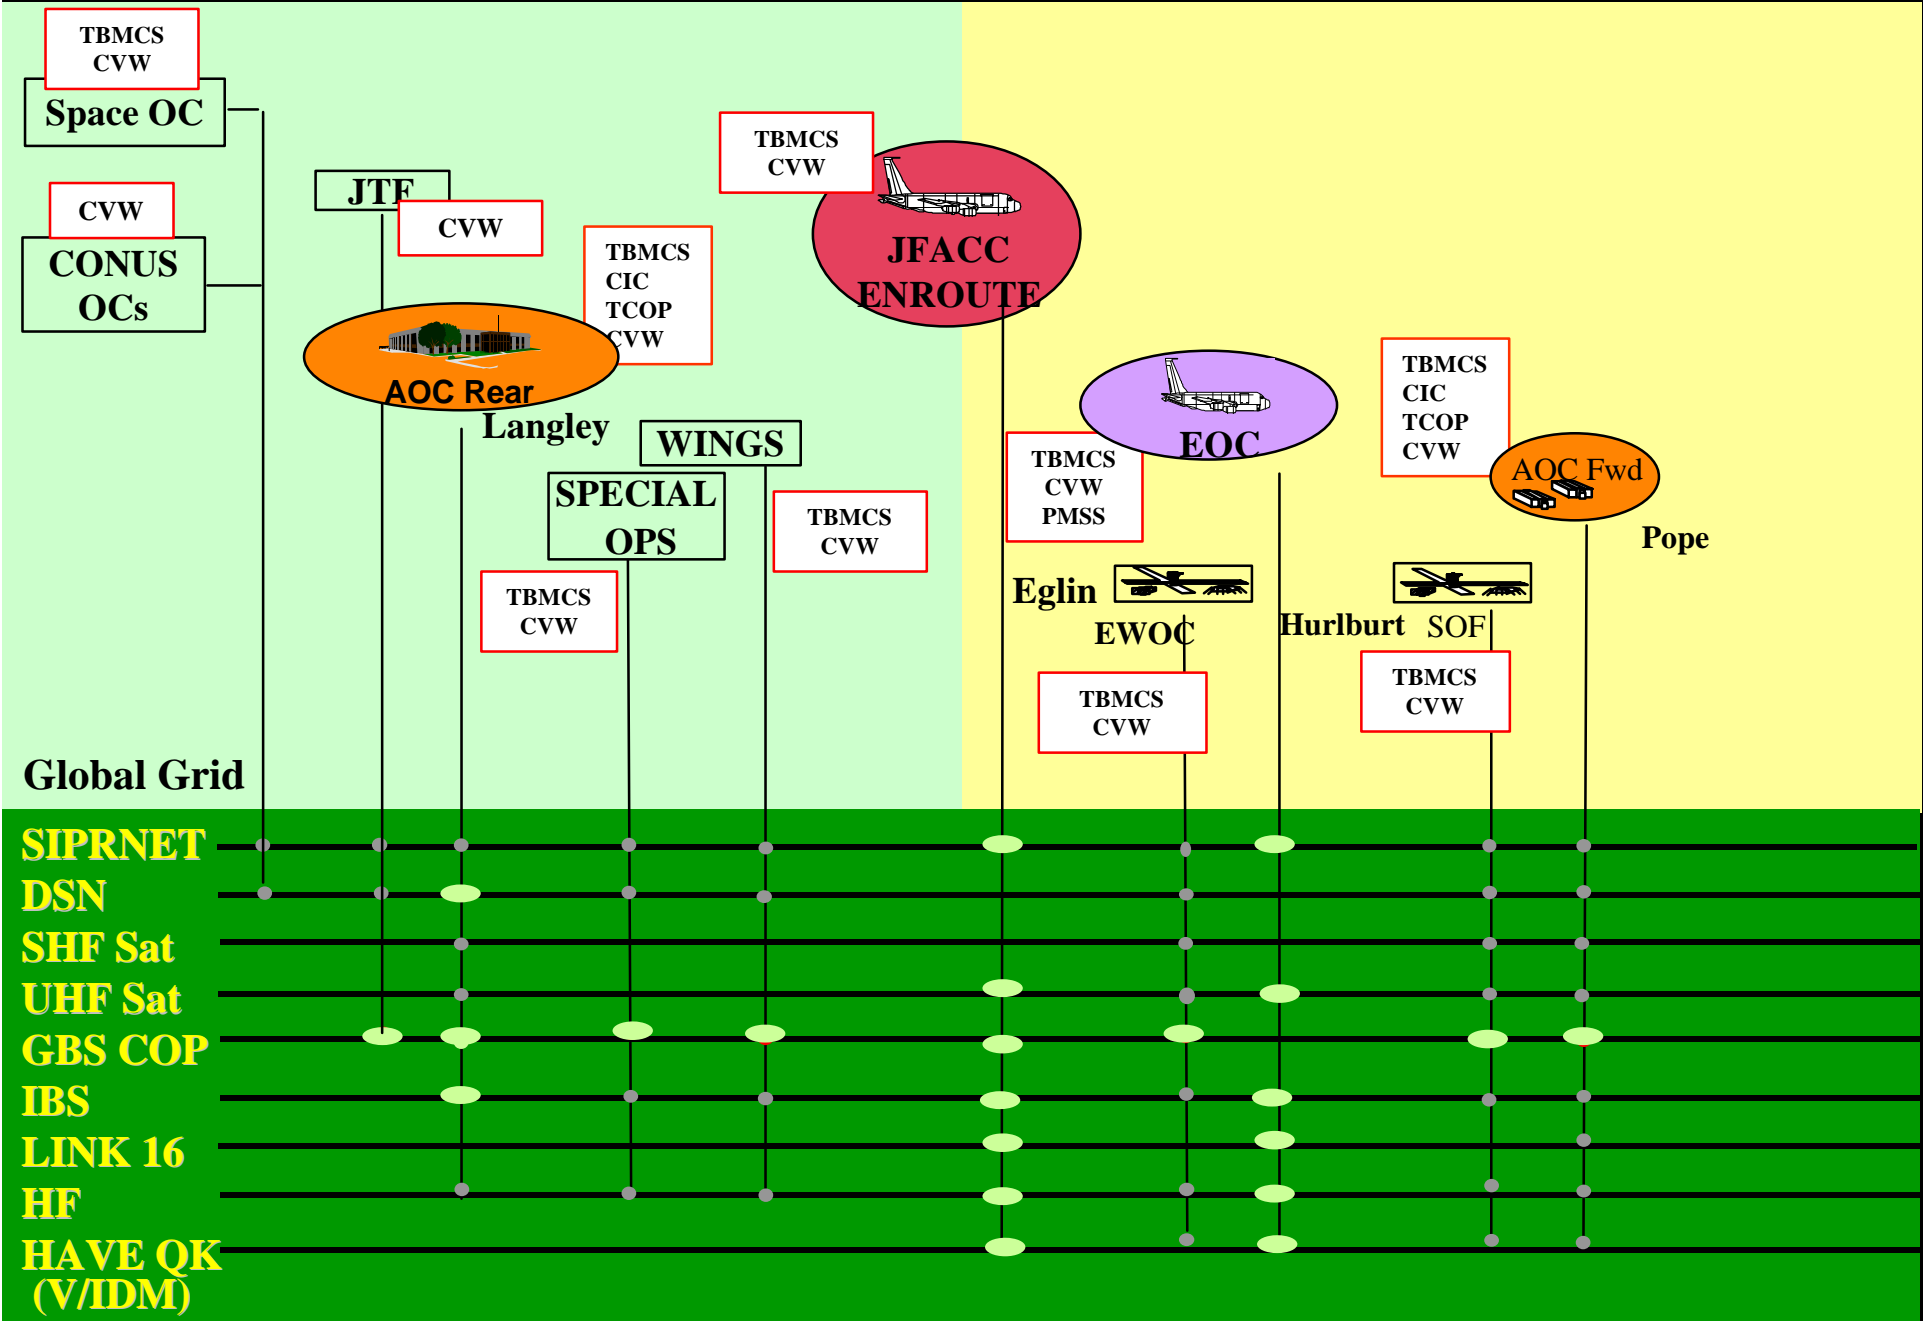 TBMCS
CVW
Space OC
CVW
CONUS
OCs
JTF
CVW
TBMCS
CIC
TCOP
CVW
AOC Rear
Langley
TBMCS
CVW
JFACC
ENROUTE
WINGS
TBMCS
CVW
SPECIAL
OPS
TBMCS
CVW
EOC
TBMCS
CVW
PMSS
TBMCS
CIC
TCOP
CVW
AOC Fwd
Pope
Eglin
EWOC
TBMCS
CVW
Hurlburt
SOF
TBMCS
CVW
Global Grid
SIPRNET
DSN
SHF Sat
UHF Sat
GBS COP
IBS
LINK 16
HF
HAVE QK
(V/IDM)